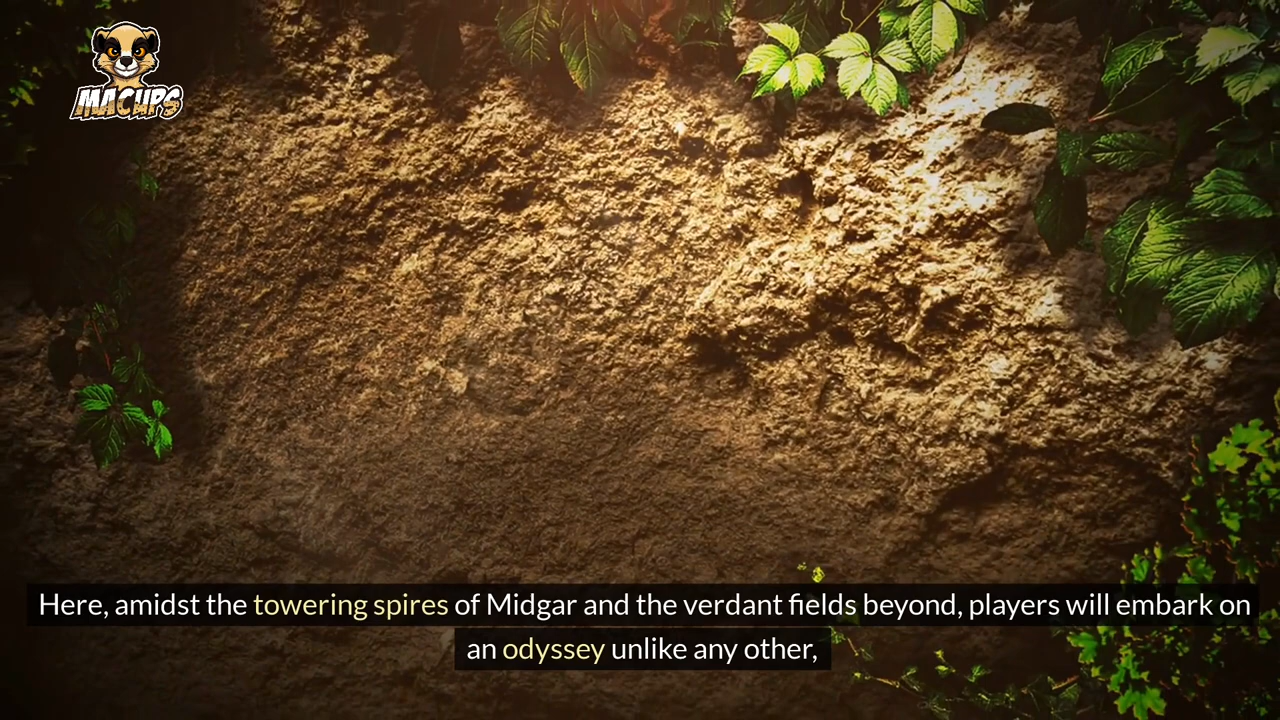 MACUPS
Here, amidst the towering spires of Midgar and the verdant fields beyond, players will embark on
an odyssey unlike any other,